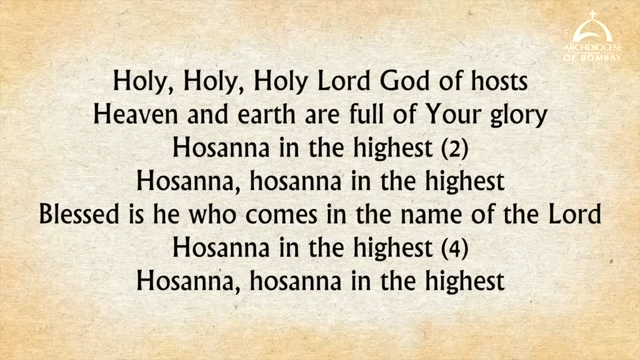 ARCHDIOCESE
OF BOMBAY
Holy, Holy, Holy Lord God of hosts
Heaven and earth are full of Your glory
Hosanna in the highest (2)
Hosanna, hosanna in the highest
Blessed is he who comes in the name of the Lord
Hosanna in the highest (4)
Hosanna, hosanna in the highest